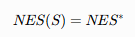 NES(S) = NES*